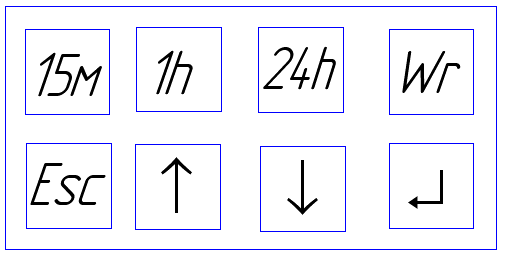 15м 1h 24h Wr
Esc ↑ ↓ ↵